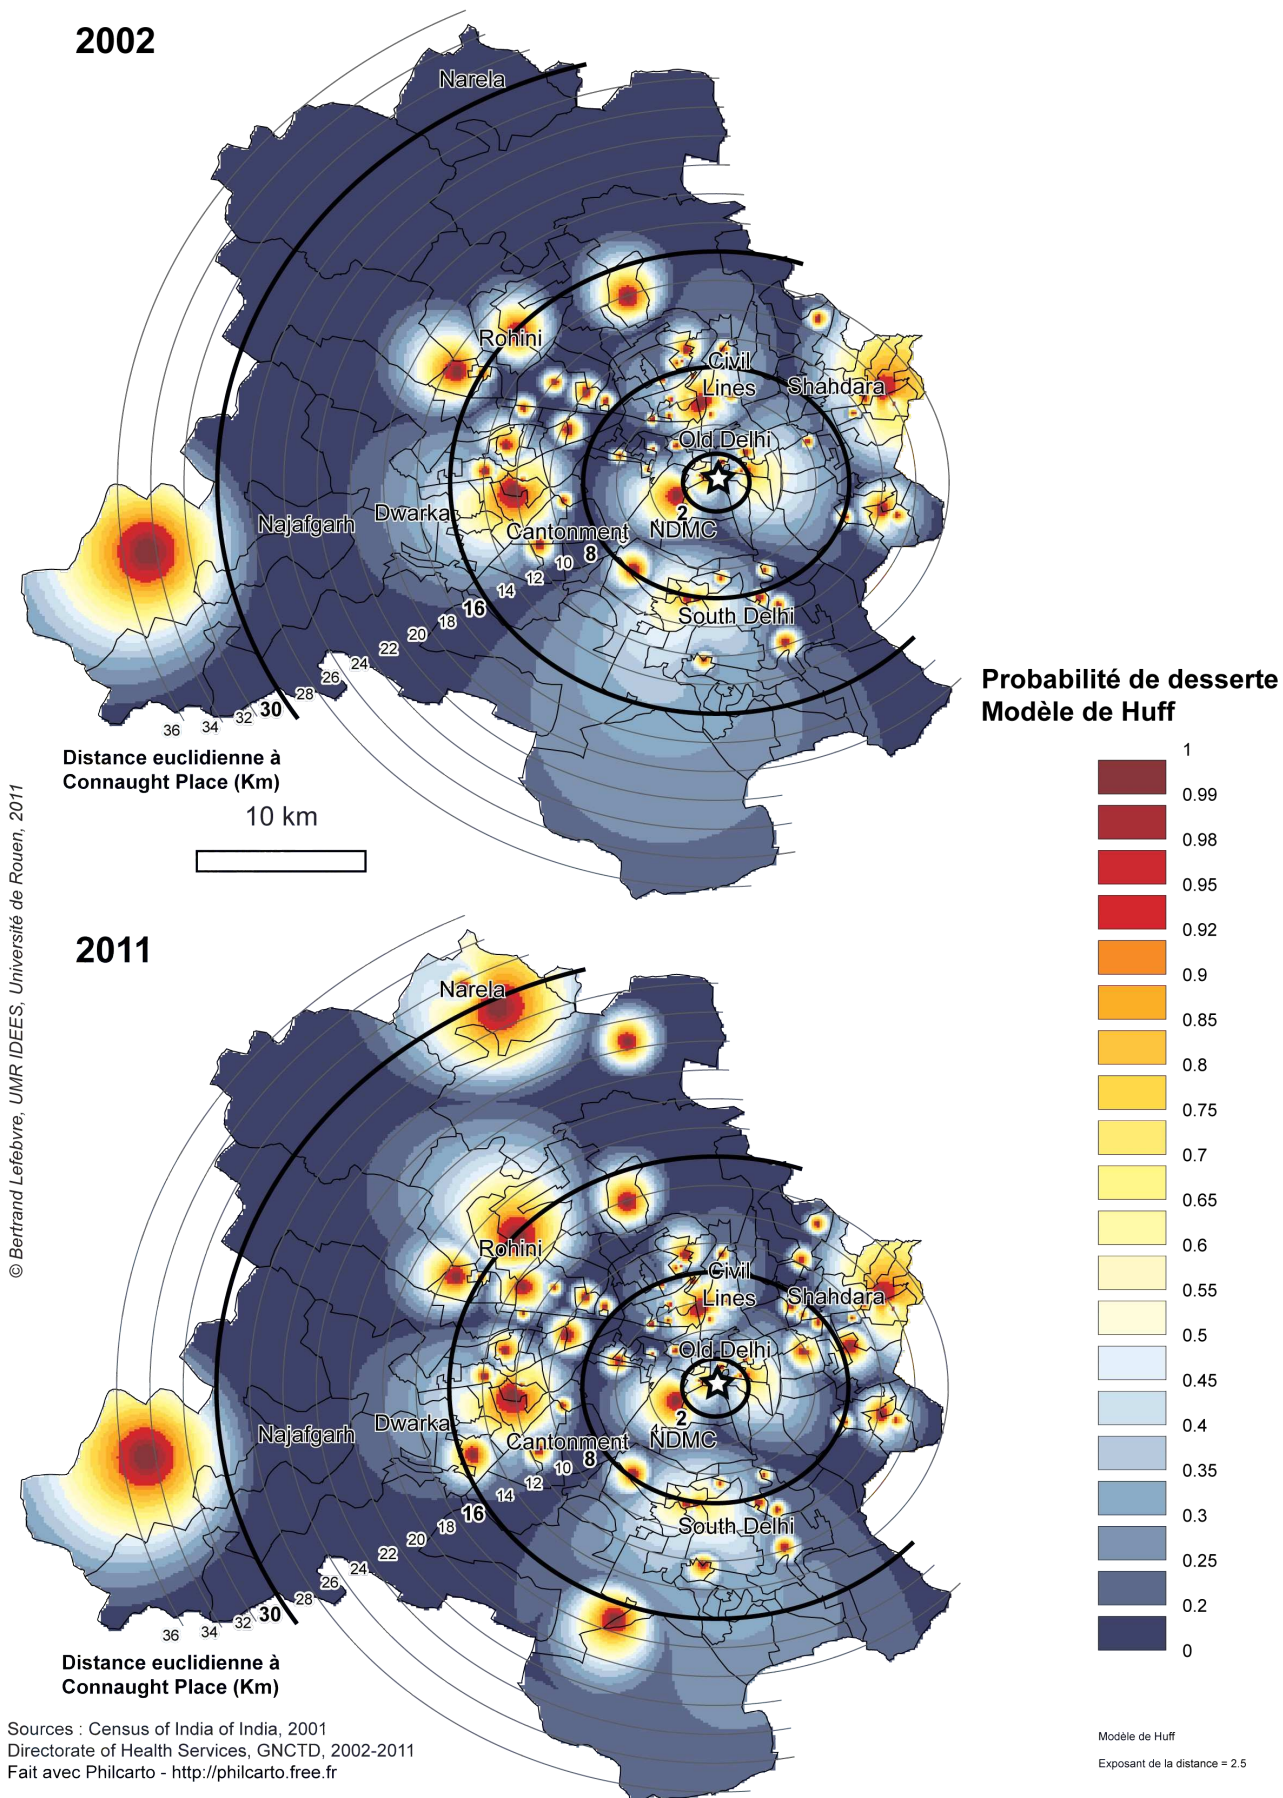 2002
Narela
Rohini
Civil
Lines
Shahdara
Old Delhi
Najafgarh
Dwarka
Cantonment
2
NDMC
8
10
12
14
16
18
20
22
24
26
28
30
32
34
36
South Delhi
Distance euclidienne à
Connaught Place (Km)
10 km
Probabilité de desserte
Modèle de Huff
1
0.99
0.98
0.95
0.92
0.9
0.85
0.8
0.75
0.7
0.65
0.6
0.55
0.5
0.45
0.4
0.35
0.3
0.25
0.2
0
© Bertrand Lefebvre, UMR IDEES, Université de Rouen, 2011
2011
Narela
Rohini
Civil
Lines
Shahdara
Old Delhi
Najafgarh
Dwarka
Cantonment
2
NDMC
8
10
12
14
16
18
20
22
24
26
28
30
32
34
36
South Delhi
Distance euclidienne à
Connaught Place (Km)
Sources : Census of India of India, 2001
Directorate of Health Services, GNCTD, 2002-2011
Fait avec Philcarto - http://philcarto.free.fr
Modèle de Huff
Exposant de la distance = 2.5